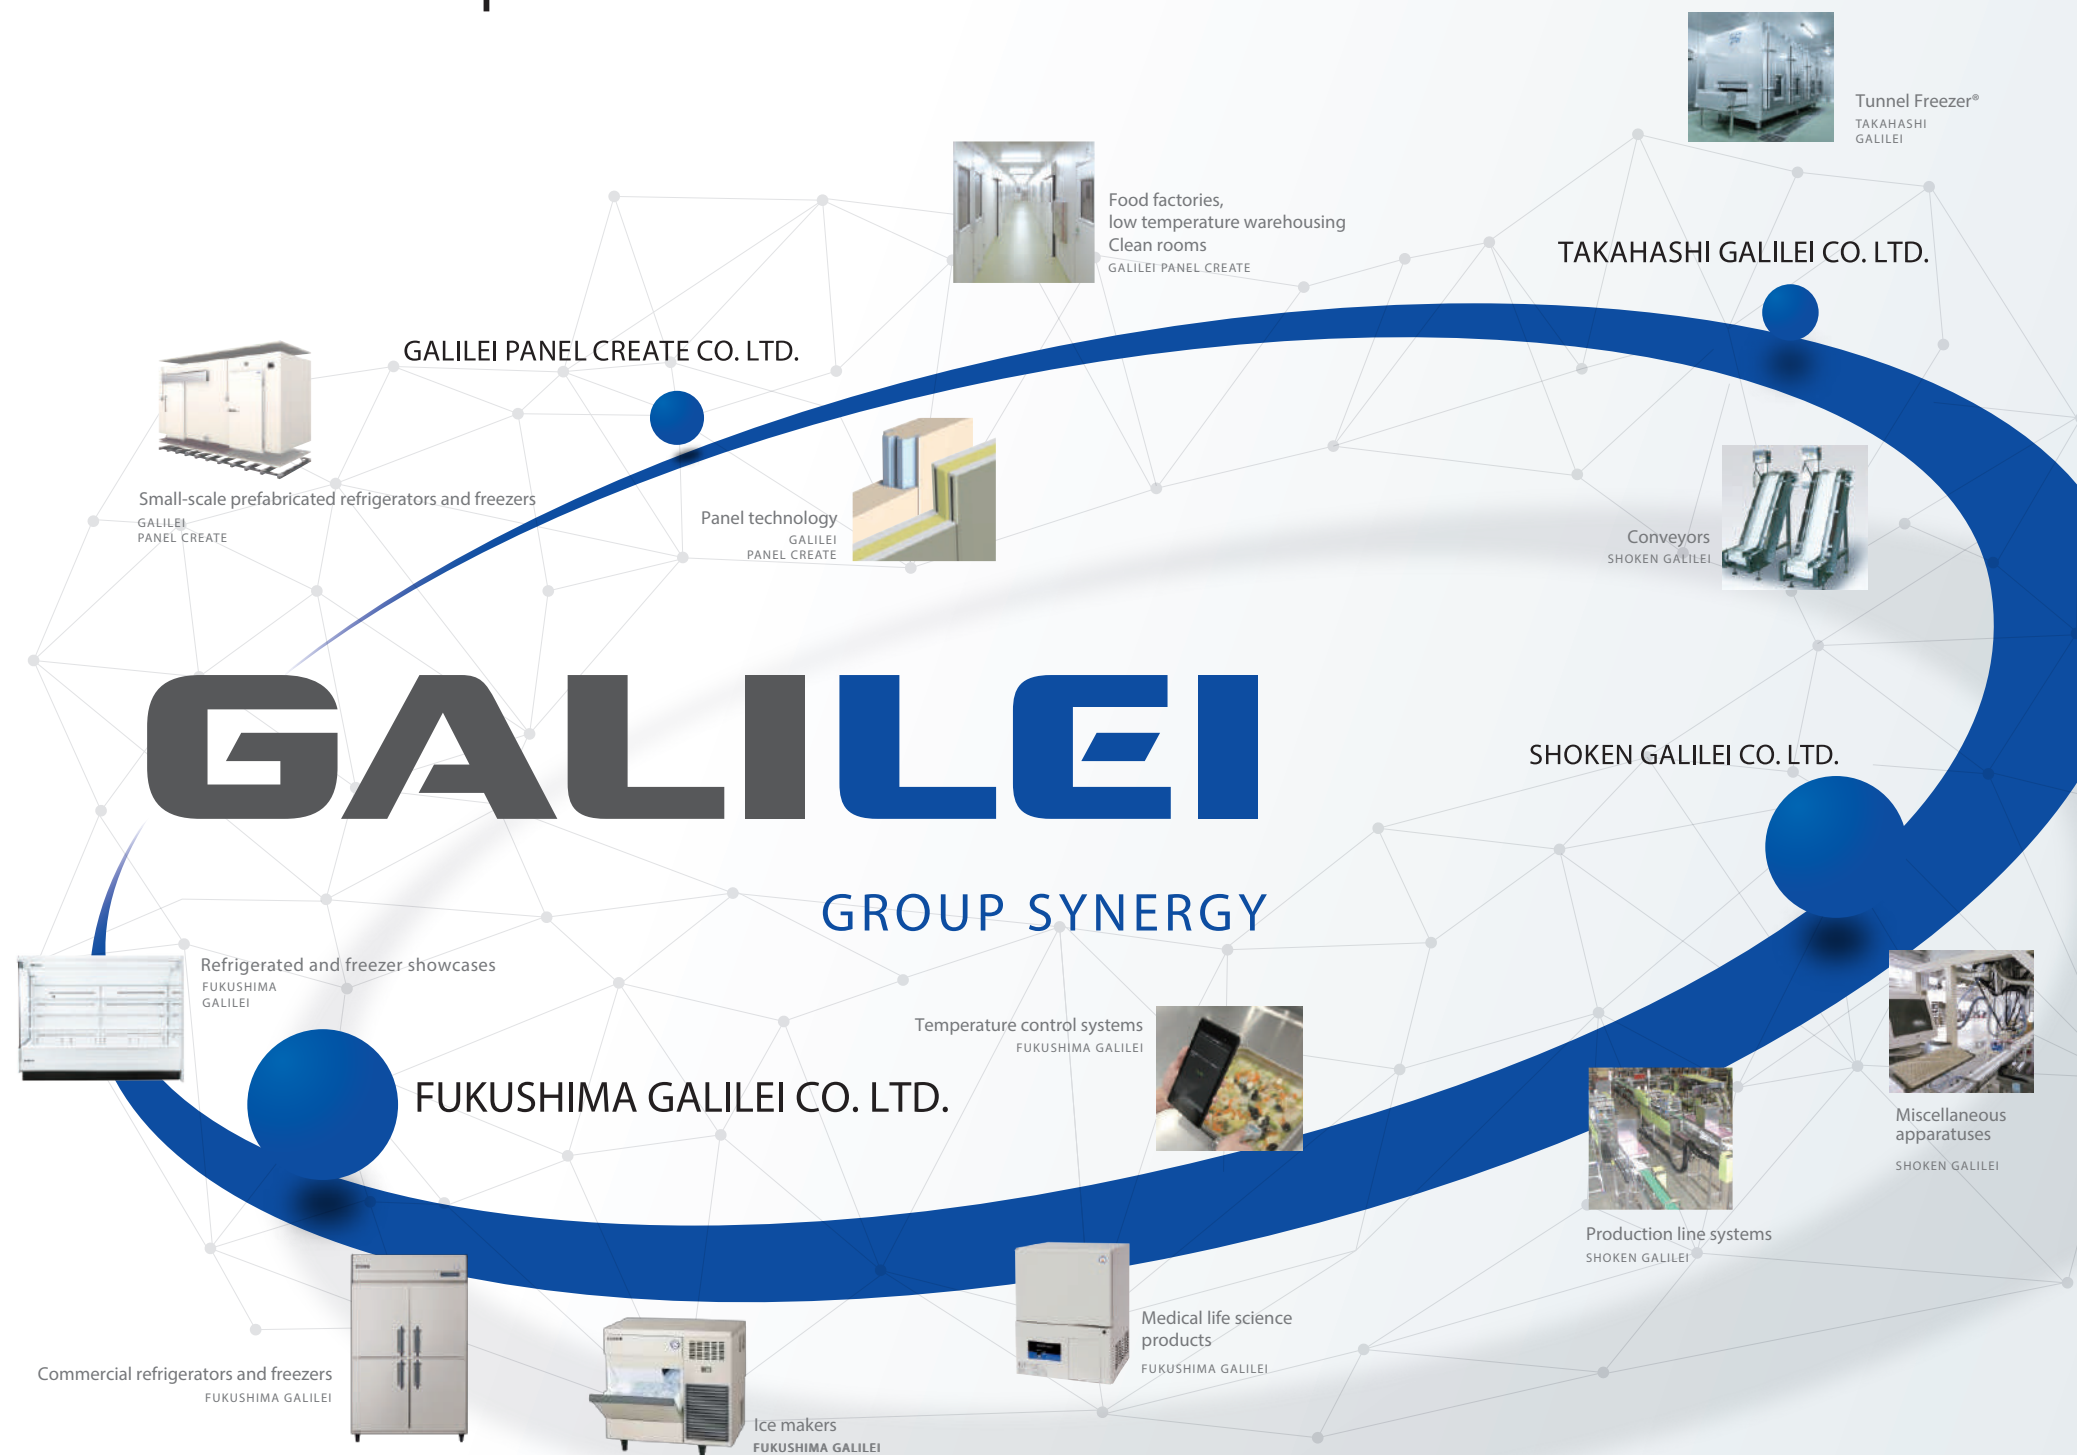 Tunnel Freezer®
TAKAHASHI
GALILEI
Food factories,
low temperature warehousing
Clean rooms
GALILEI PANEL CREATE
TAKAHASHI GALILEI CO. LTD.
GALILEI PANEL CREATE CO. LTD.
Small-scale prefabricated refrigerators and freezers
GALILEI
PANEL CREATE
Panel technology
GALILEI
PANEL CREATE
Conveyors
SHOKEN GALILEI
GALILEI
GROUP SYNERGY
SHOKEN GALILEI CO. LTD.
Refrigerated and freezer showcases
FUKUSHIMA
GALILEI
Temperature control systems
FUKUSHIMA GALILEI
FUKUSHIMA GALILEI CO. LTD.
Miscellaneous
apparatuses
SHOKEN GALILEI
Production line systems
SHOKEN GALILEI
Medical life science
products
FUKUSHIMA GALILEI
Commercial refrigerators and freezers
FUKUSHIMA GALILEI
Ice makers
FUKUSHIMA GALILEI